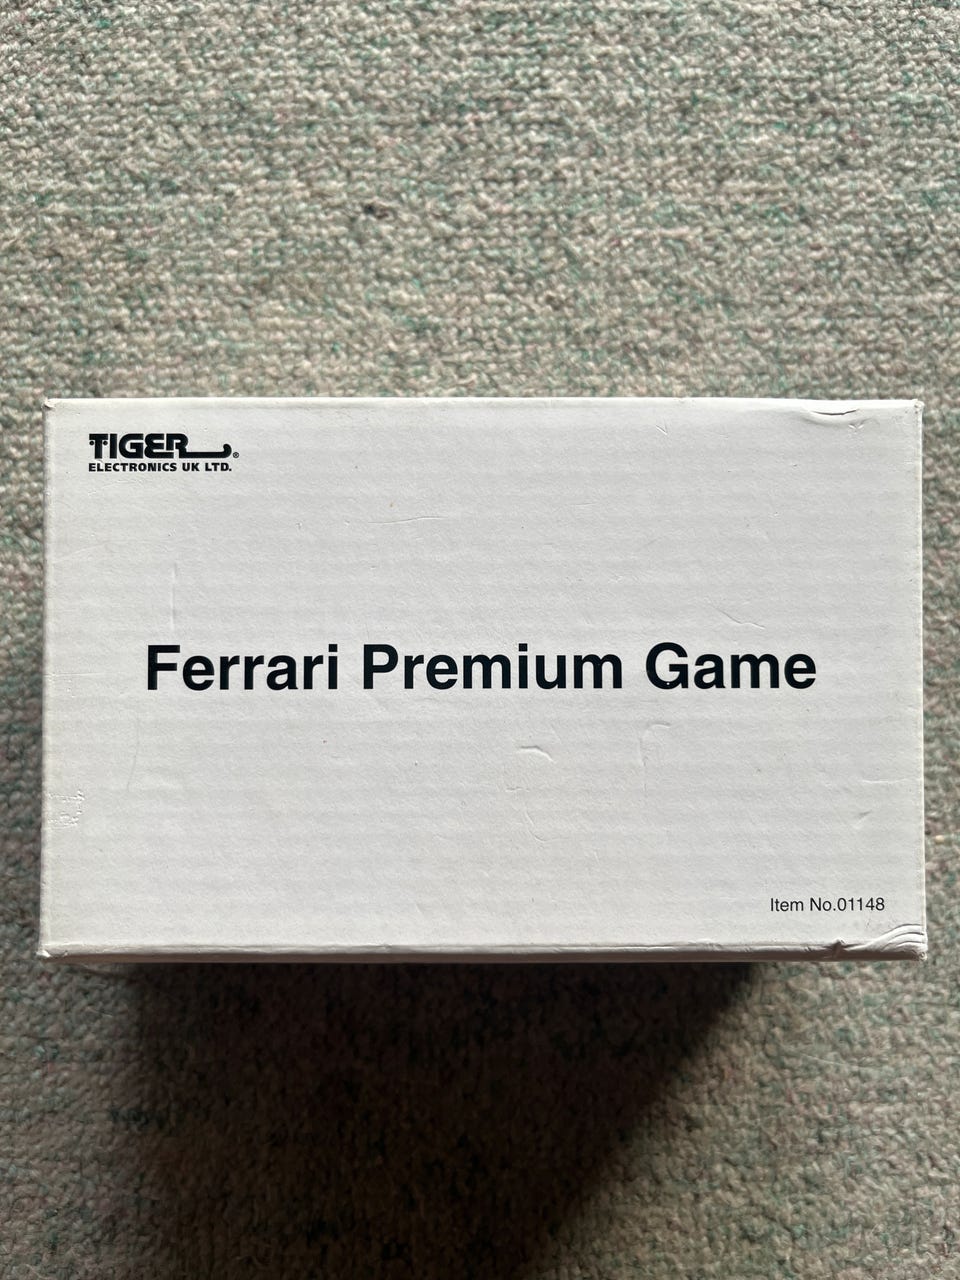 TIGER®
ELECTRONICS UK LTD.
Ferrari Premium Game
Item No.01148